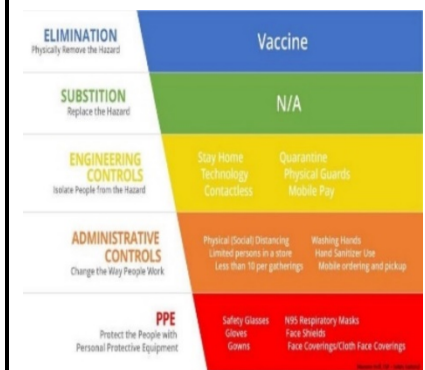 ELIMINATION
Physically Remove the Hazard
Vaccine
SUBSTITION
Replace the Hazard
N/A
ENGINEERING
CONTROLS
Isolate People from the Hazard
Stay Home
Technology
Contactless
Quarantine
Physical Guards
Mobile Pay
ADMINISTRATIVE
CONTROLS
Change the Way People Work
Physical (Social) Distancing
Limited persons in a store
Less than 10 per gatherings
Washing Hands
Hand Sanitizer Use
Mobile ordering and pickup
PPE
Protect the People with
Personal Protective Equipment
Safety Glasses
Gloves
Gowns
N95 Respiratory Masks
Face Shields
Face Coverings/Cloth Face Coverings